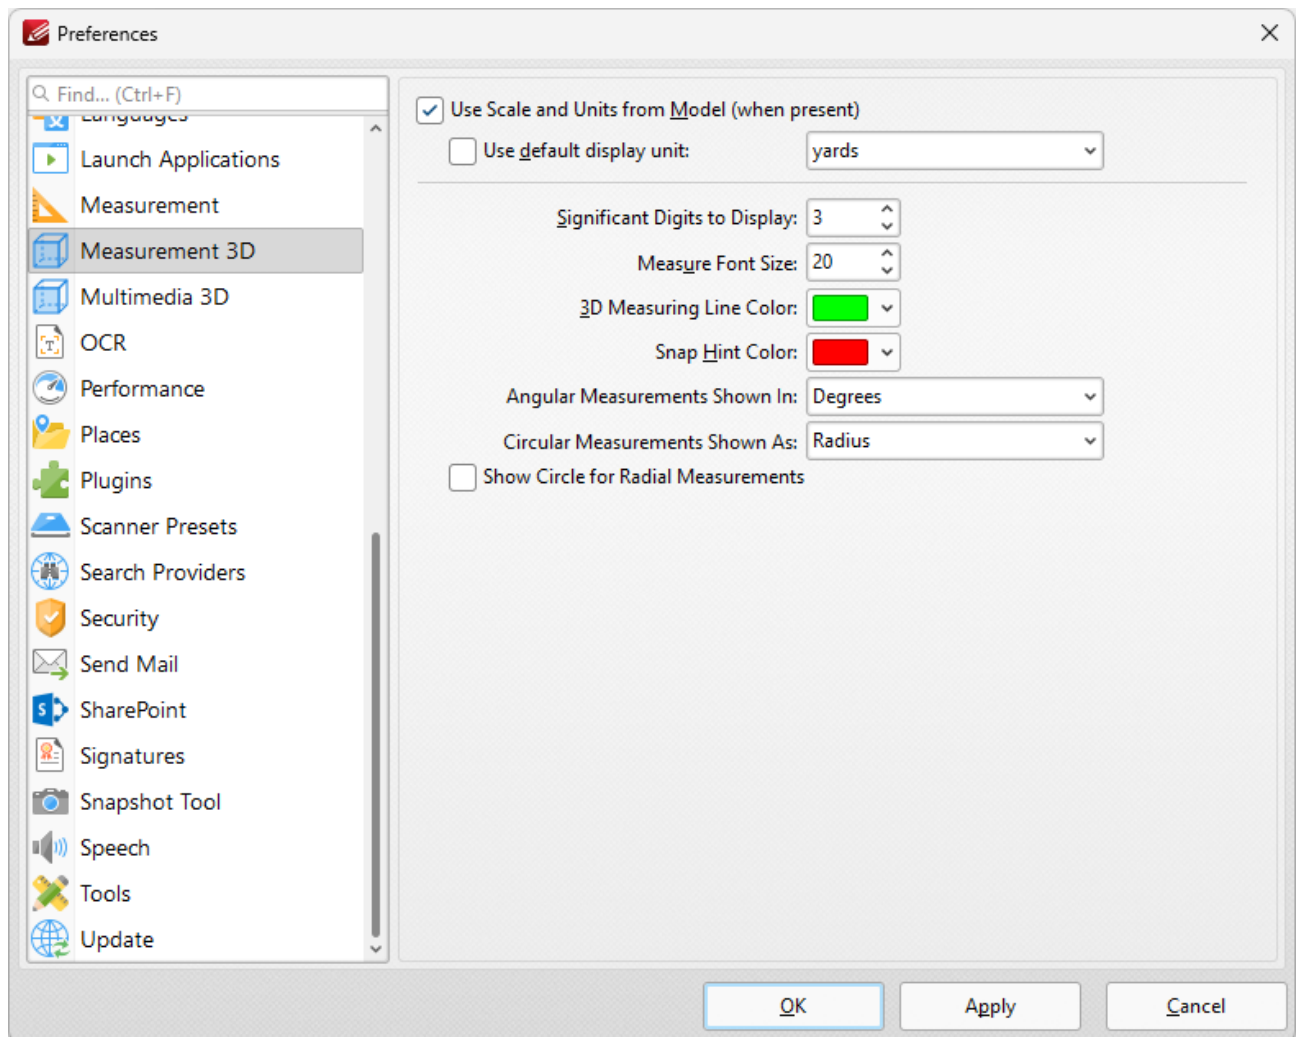 Preferences
Find... (Ctrl+F)
Languages
Launch Applications
Measurement
Measurement 3D
Multimedia 3D
OCR
Performance
Places
Plugins
Scanner Presets
Search Providers
Security
Send Mail
SharePoint
Signatures
Snapshot Tool
Speech
Tools
Update
Use Scale and Units from Model (when present)
Use default display unit: yards
Significant Digits to Display: 3
Measure Font Size: 20
3D Measuring Line Color:
Snap Hint Color:
Angular Measurements Shown In: Degrees
Circular Measurements Shown As: Radius
Show Circle for Radial Measurements
OK Apply Cancel